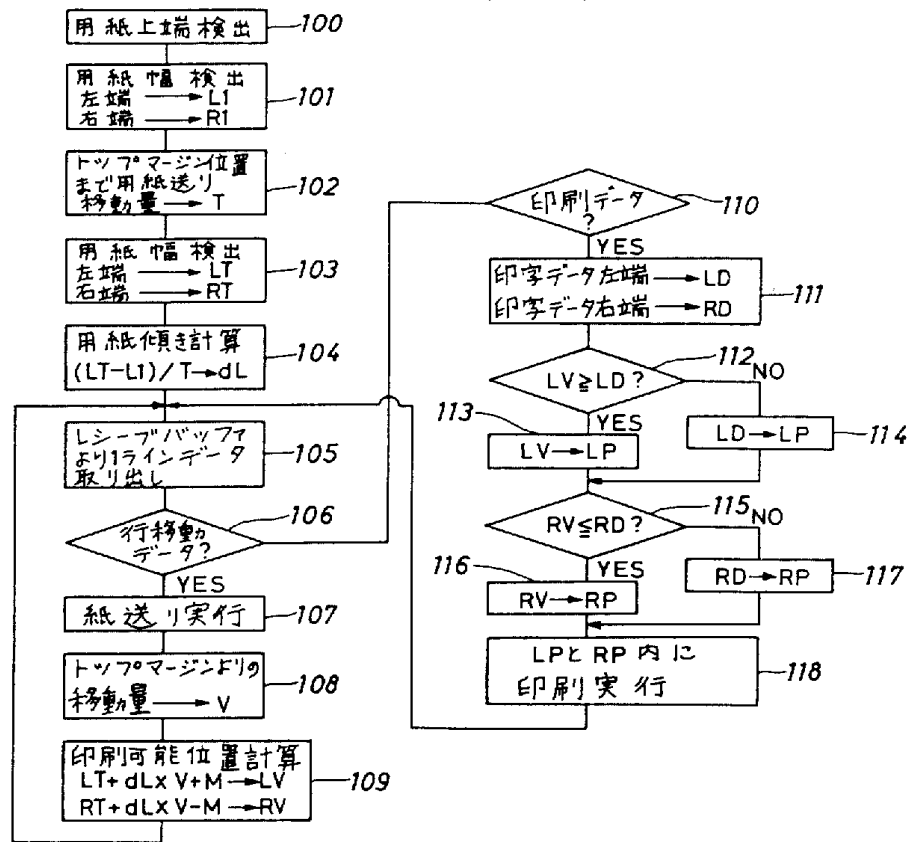 用紙上端検出
100
用紙幅検出
左端 → L1
右端 → R1
101
トップマージン位置
まで用紙送り
移動量 → T
102
用紙幅検出
左端 → LT
右端 → RT
103
用紙傾き計算
(LT-L1)/T→dL
104
レシーブバッファ
より1ラインデータ
取り出し
105
行移動
データ?
106
YES
紙送り実行
107
トップマージンよりの
移動量 → V
108
印刷可能位置計算
LT+dL×V+M→LV
RT+dL×V-M→RV
109
印刷データ
?
110
YES
印字データ左端→LD
印字データ右端→RD
111
LV≧LD?
112
NO
YES
113
LV→LP
LD→LP
114
RV≦RD?
115
NO
YES
116
RV→RP
RD→RP
117
LPとRP内に
印刷実行
118